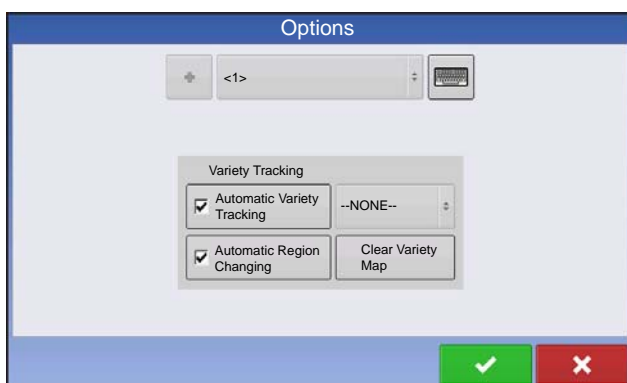 Options
<1>
Variety Tracking
Automatic Variety
Tracking
--NONE--
Automatic Region
Changing
Clear Variety
Map